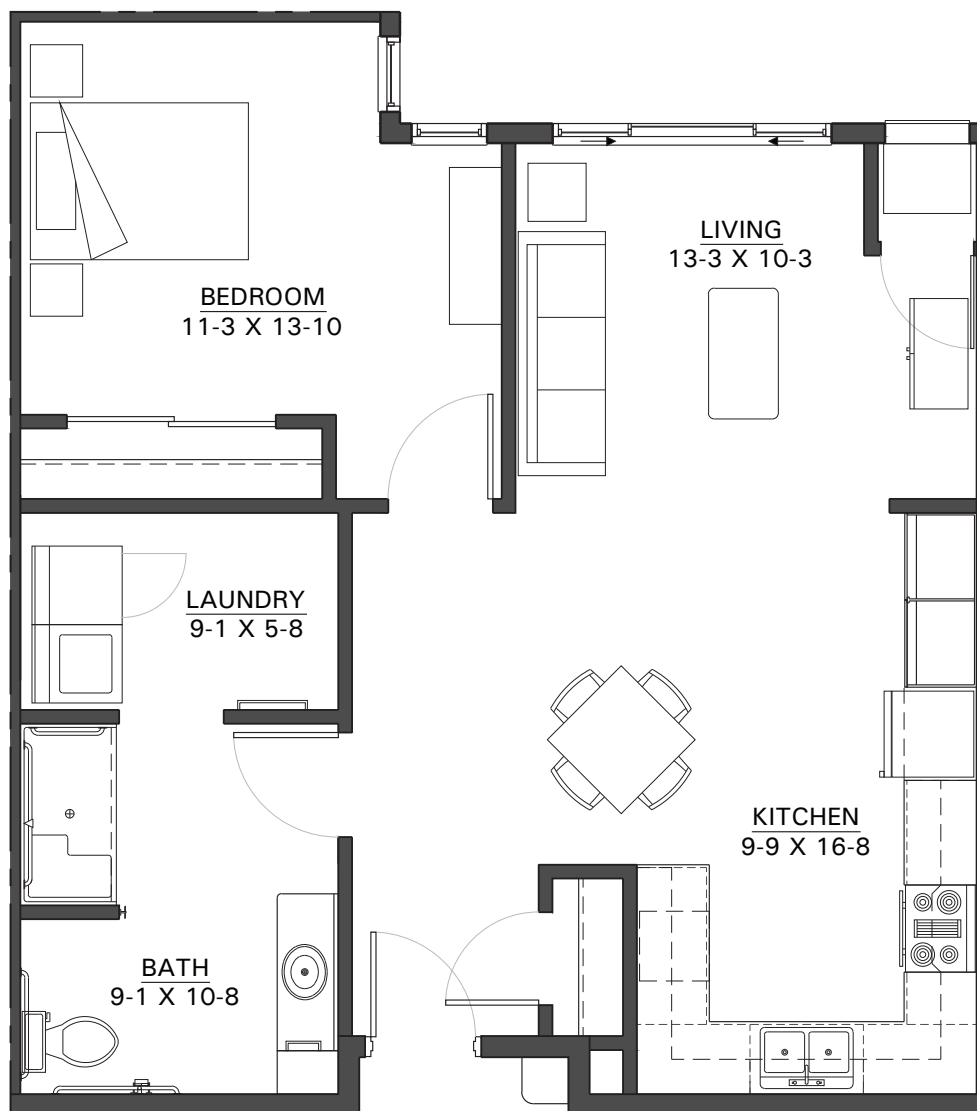 LIVING
13-3 X 10-3
BEDROOM
11-3 X 13-10
LAUNDRY
9-1 X 5-8
KITCHEN
9-9 X 16-8
BATH
9-1 X 10-8